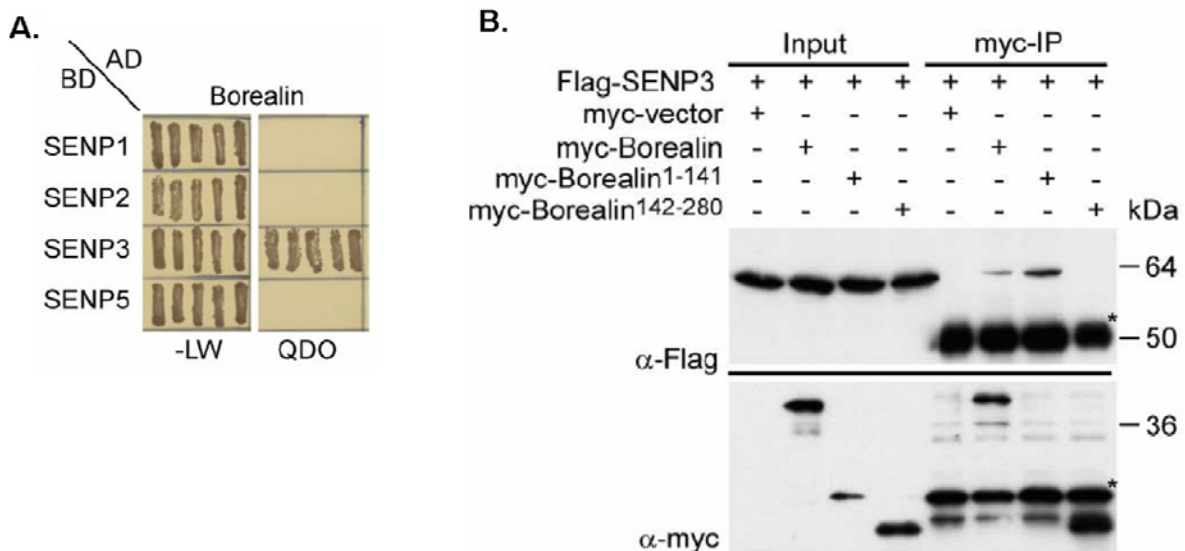 A.
AD
BD
Borealin
SENP1
SENP2
SENP3
SENP5
-LW QDO
B.
Input myc-IP
Flag-SENP3 + + + + + + + +
myc-vector + - - - + - - -
myc-Borealin - + - - - + - -
myc-Borealin1-141 - - + - - - + -
myc-Borealin142-280 - - - + - - - + kDa
64
*
50
α-Flag
36
*
α-myc